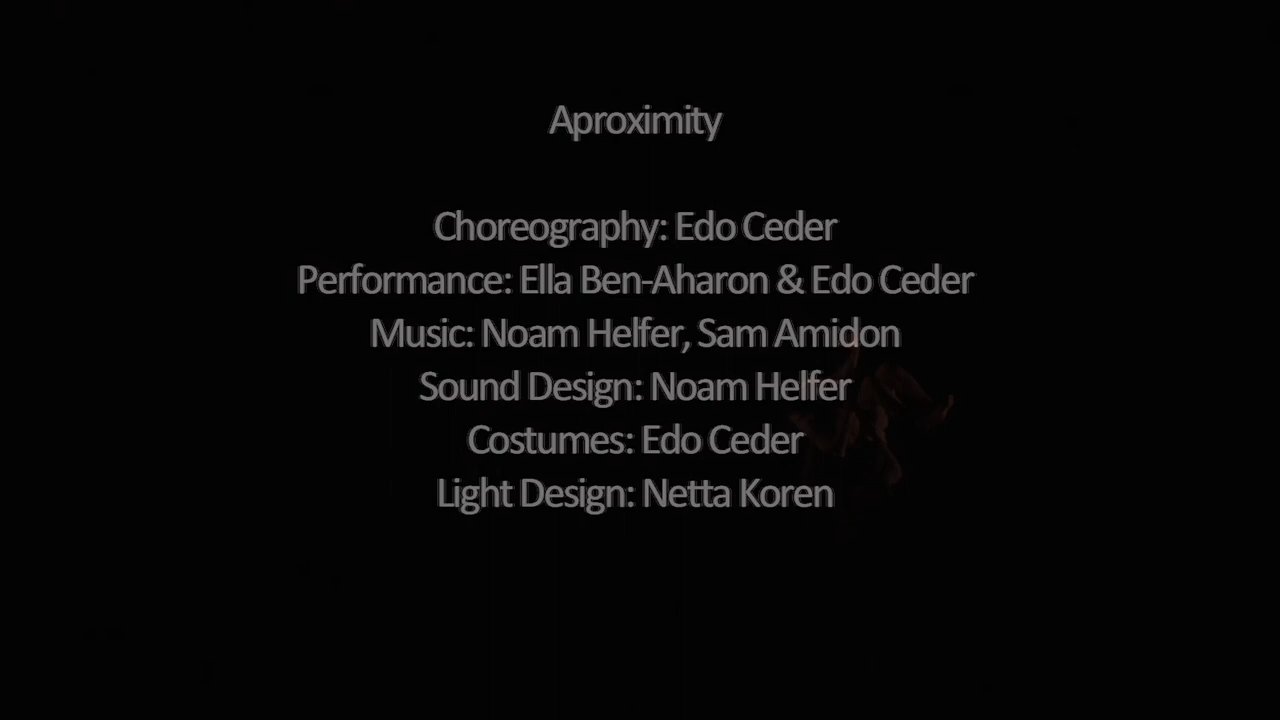 Aproximity
Choreography: Edo Ceder
Performance: Ella Ben-Aharon & Edo Ceder
Music: Noam Helfer, Sam Amidon
Sound Design: Noam Helfer
Costumes: Edo Ceder
Light Design: Netta Koren